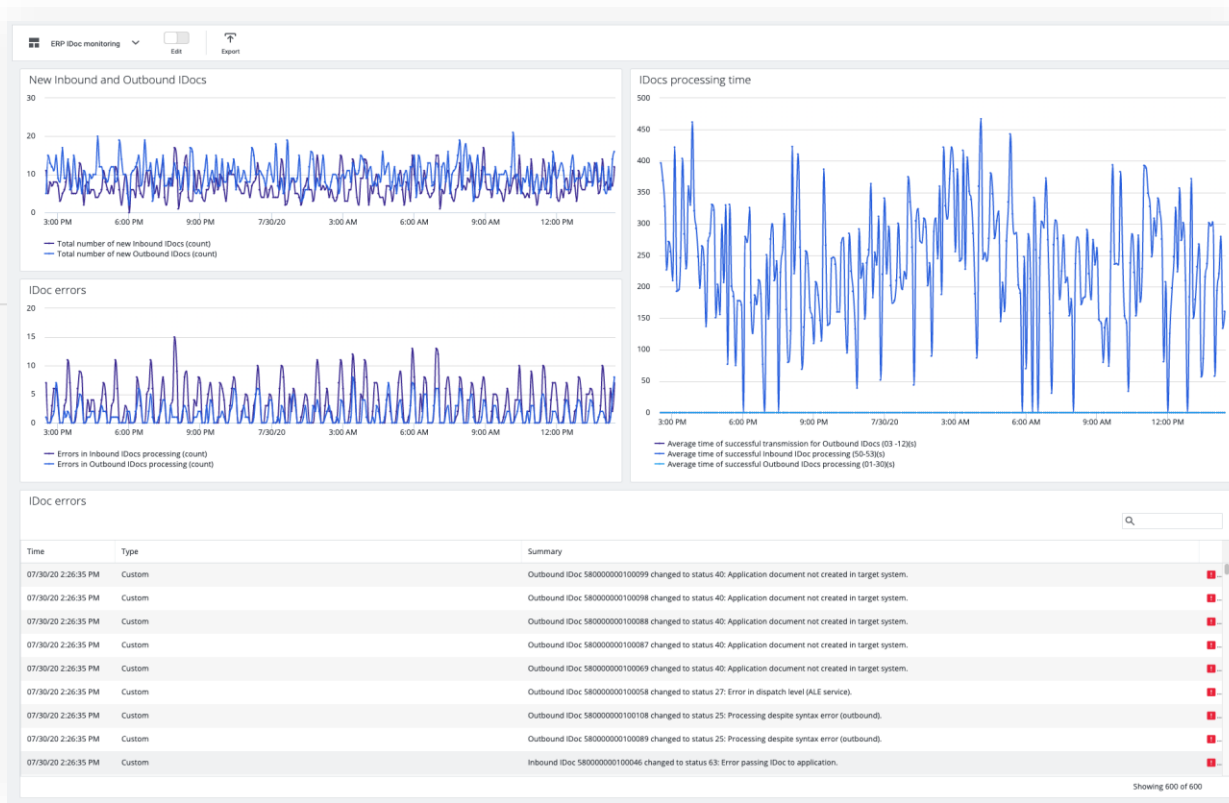 ERP IDoc monitoring
Edit
Export
New Inbound and Outbound IDocs
30
20
10
0
3:00 PM 6:00 PM 9:00 PM 7/30/20 3:00 AM 6:00 AM 9:00 AM 12:00 PM
Total number of new Inbound IDocs (count)
Total number of new Outbound IDocs (count)
IDoc errors
20
15
10
5
0
3:00 PM 6:00 PM 9:00 PM 7/30/20 3:00 AM 6:00 AM 9:00 AM 12:00 PM
Errors in Inbound IDocs processing (count)
Errors in Outbound IDocs processing (count)
IDocs processing time
500
450
400
350
300
250
200
150
100
50
0
3:00 PM 6:00 PM 9:00 PM 7/30/20 3:00 AM 6:00 AM 9:00 AM 12:00 PM
Average time of successful transmission for Outbound IDocs (03 -12)(s)
Average time of successful Inbound IDoc processing (50-53)(s)
Average time of successful Outbound IDocs processing (01-30)(s)
IDoc errors
Time Type Summary
07/30/20 2:26:35 PM Custom Outbound IDoc 580000000100099 changed to status 40: Application document not created in target system.
07/30/20 2:26:35 PM Custom Outbound IDoc 580000000100098 changed to status 40: Application document not created in target system.
07/30/20 2:26:35 PM Custom Outbound IDoc 580000000100088 changed to status 40: Application document not created in target system.
07/30/20 2:26:35 PM Custom Outbound IDoc 580000000100087 changed to status 40: Application document not created in target system.
07/30/20 2:26:35 PM Custom Outbound IDoc 580000000100069 changed to status 40: Application document not created in target system.
07/30/20 2:26:35 PM Custom Outbound IDoc 580000000100058 changed to status 27: Error in dispatch level (ALE service).
07/30/20 2:26:35 PM Custom Outbound IDoc 580000000100108 changed to status 25: Processing despite syntax error (outbound).
07/30/20 2:26:35 PM Custom Outbound IDoc 580000000100089 changed to status 25: Processing despite syntax error (outbound).
07/30/20 2:26:35 PM Custom Inbound IDoc 580000000100046 changed to status 63: Error passing IDoc to application.
Showing 600 of 600